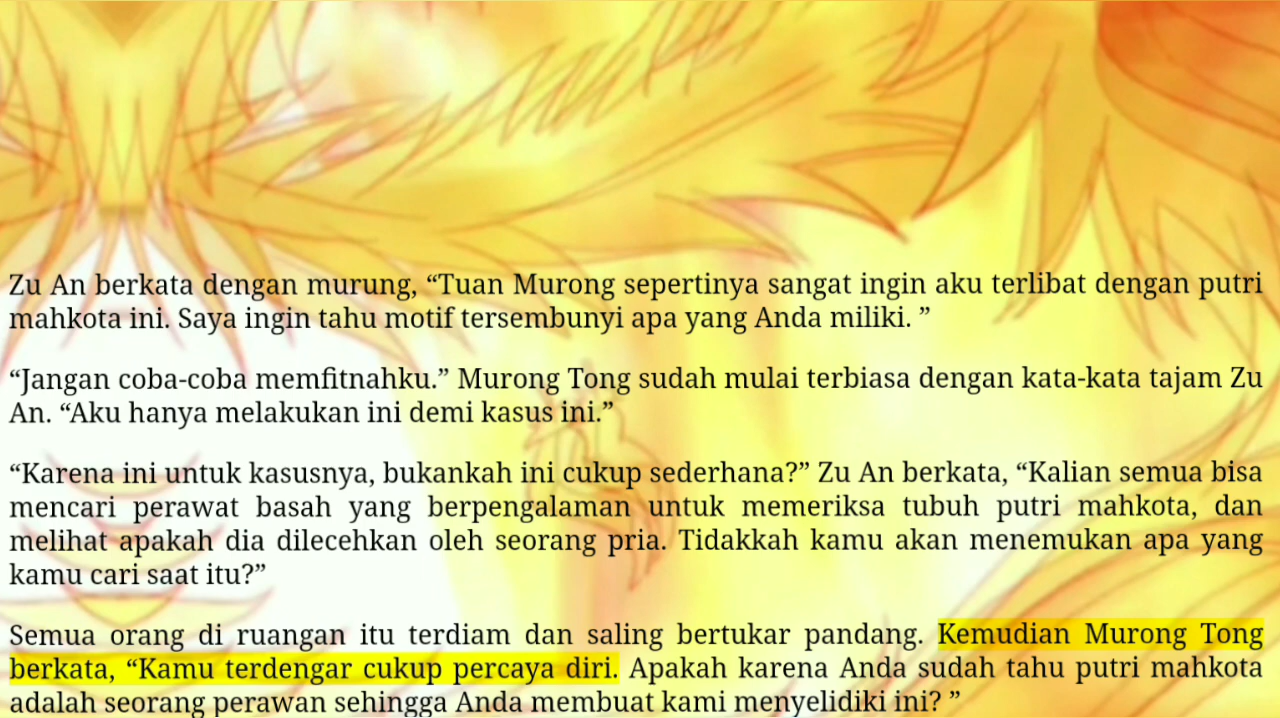 Zu An berkata dengan murung, “Tuan Murong sepertinya sangat ingin aku terlibat dengan putri
mahkota ini. Saya ingin tahu motif tersembunyi apa yang Anda miliki. ”
“Jangan coba-coba memfitnahku.” Murong Tong sudah mulai terbiasa dengan kata-kata tajam Zu
An. “Aku hanya melakukan ini demi kasus ini.”
“Karena ini untuk kasusnya, bukankah ini cukup sederhana?” Zu An berkata, “Kalian semua bisa
mencari perawat basah yang berpengalaman untuk memeriksa tubuh putri mahkota, dan
melihat apakah dia dilecehkan oleh seorang pria. Tidakkah kamu akan menemukan apa yang
kamu cari saat itu?”
Semua orang di ruangan itu terdiam dan saling bertukar pandang. Kemudian Murong Tong
berkata, “Kamu terdengar cukup percaya diri. Apakah karena Anda sudah tahu putri mahkota
adalah seorang perawan sehingga Anda membuat kami menyelidiki ini? ”